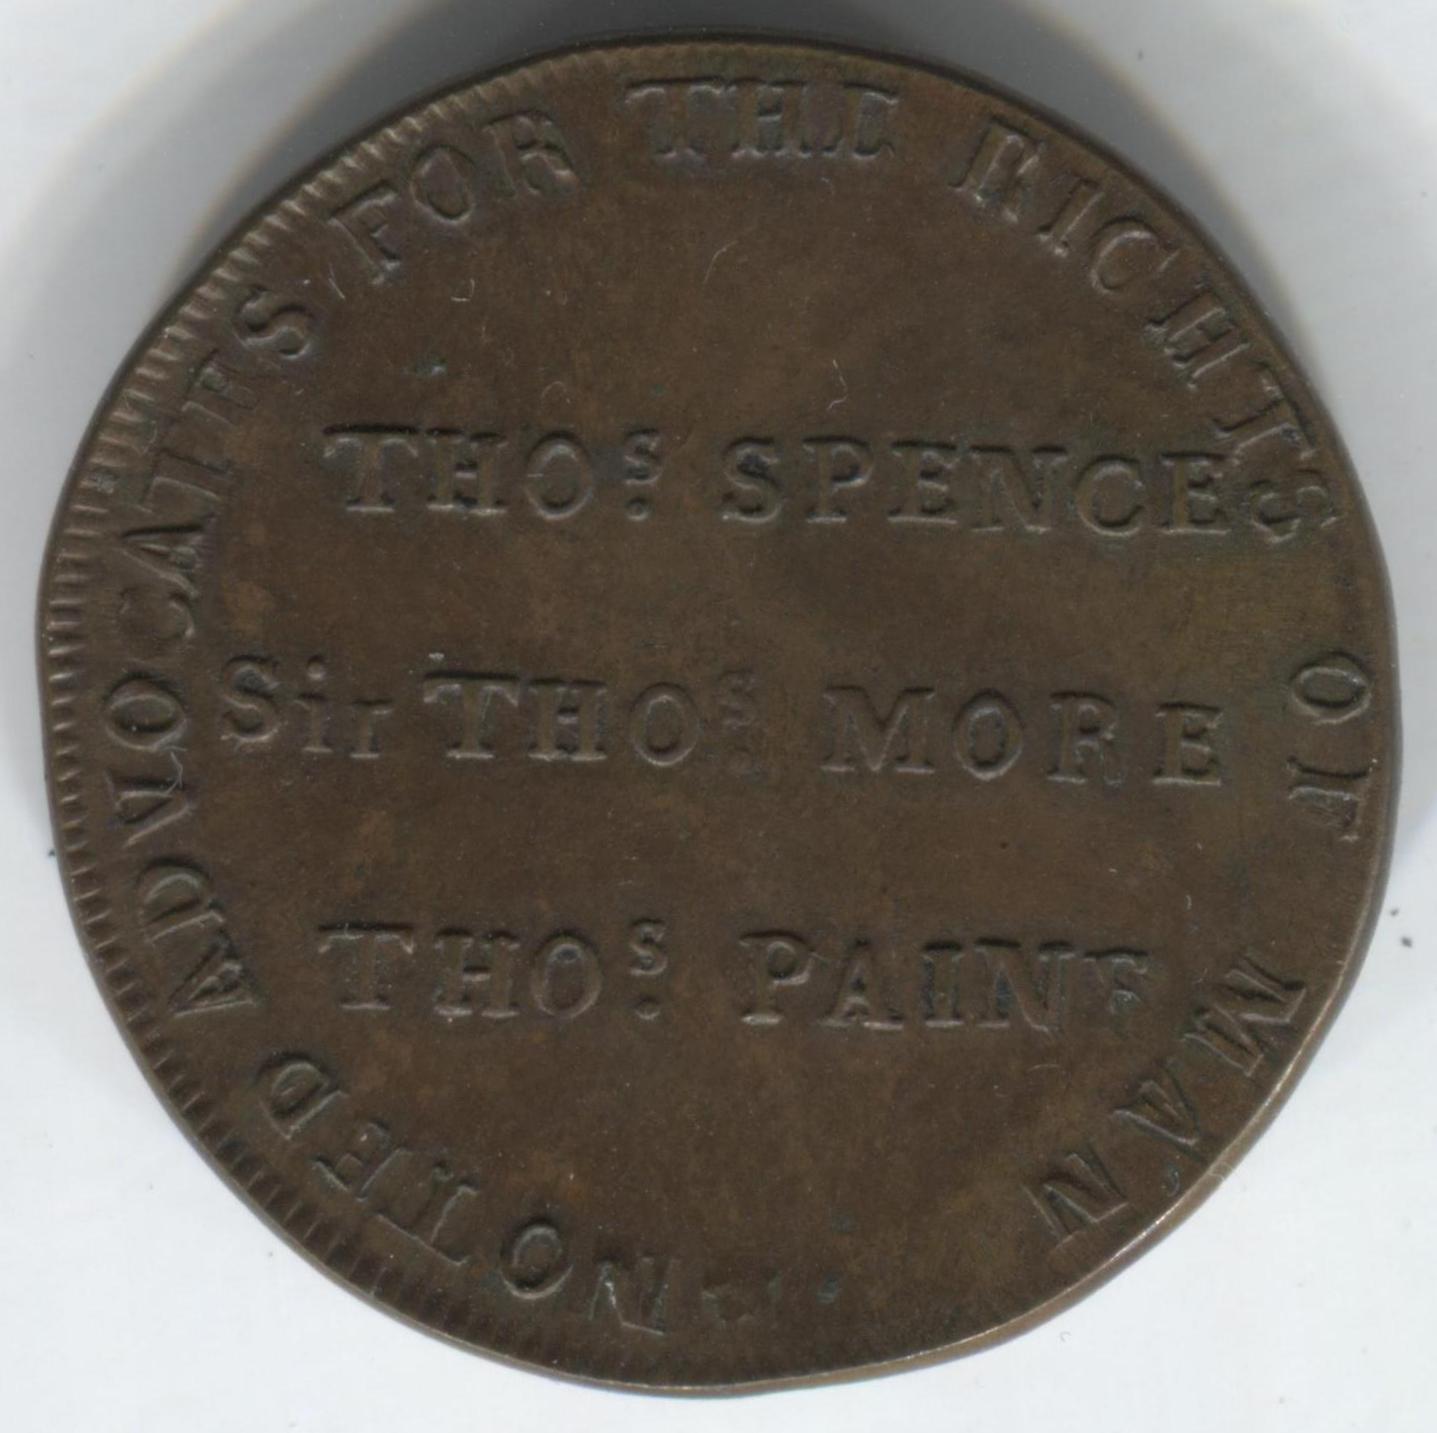 NOTED ADVOCATES FOR THE RIGHTS OF MAN
THOS. SPENCE
Sir THOS. MORE
THOS. PAINE